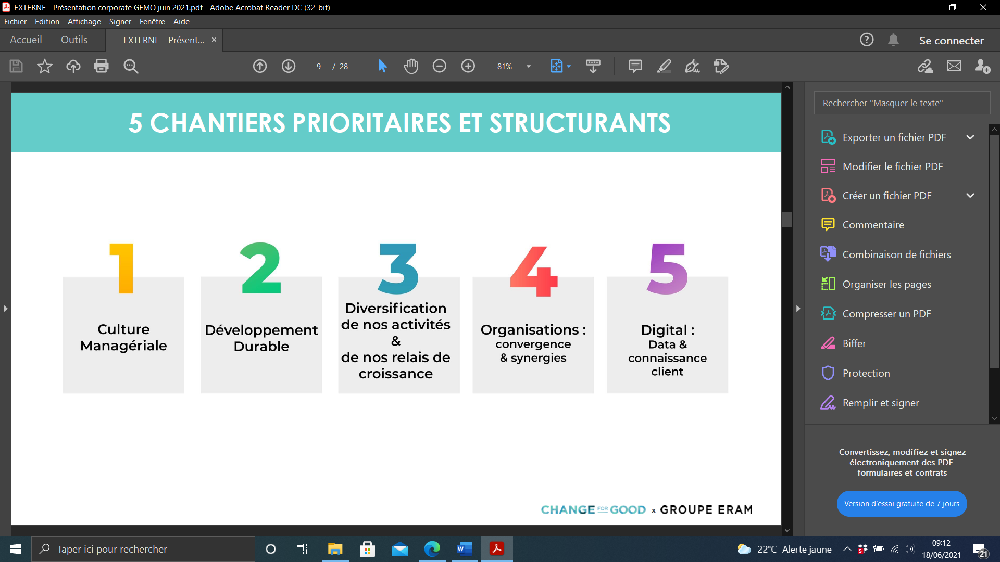 EXTERNE - Présentation corporate GEMO juin 2021.pdf - Adobe Acrobat Reader DC (32-bit)
Fichier Edition Affichage Signer Fenêtre Aide
Accueil Outils EXTERNE - Présent... ×
? Se connecter
9 / 28 81%
5 CHANTIERS PRIORITAIRES ET STRUCTURANTS
1
Culture
Managériale
2
Développement
Durable
3
Diversification
de nos activités
&
de nos relais de
croissance
4
Organisations :
convergence
& synergies
5
Digital :
Data &
connaissance
client
CHANGE FOR GOOD x GROUPE ERAM
Rechercher "Masquer le texte"
Exporter un fichier PDF
Modifier le fichier PDF
Créer un fichier PDF
Commentaire
Combinaison de fichiers
Organiser les pages
Compresser un PDF
Biffer
Protection
Remplir et signer
Convertissez, modifiez et signez
électroniquement des PDF
formulaires et contrats
Version d'essai gratuite de 7 jours
Taper ici pour rechercher
22°C Alerte jaune
5
09:12
18/06/2021
21